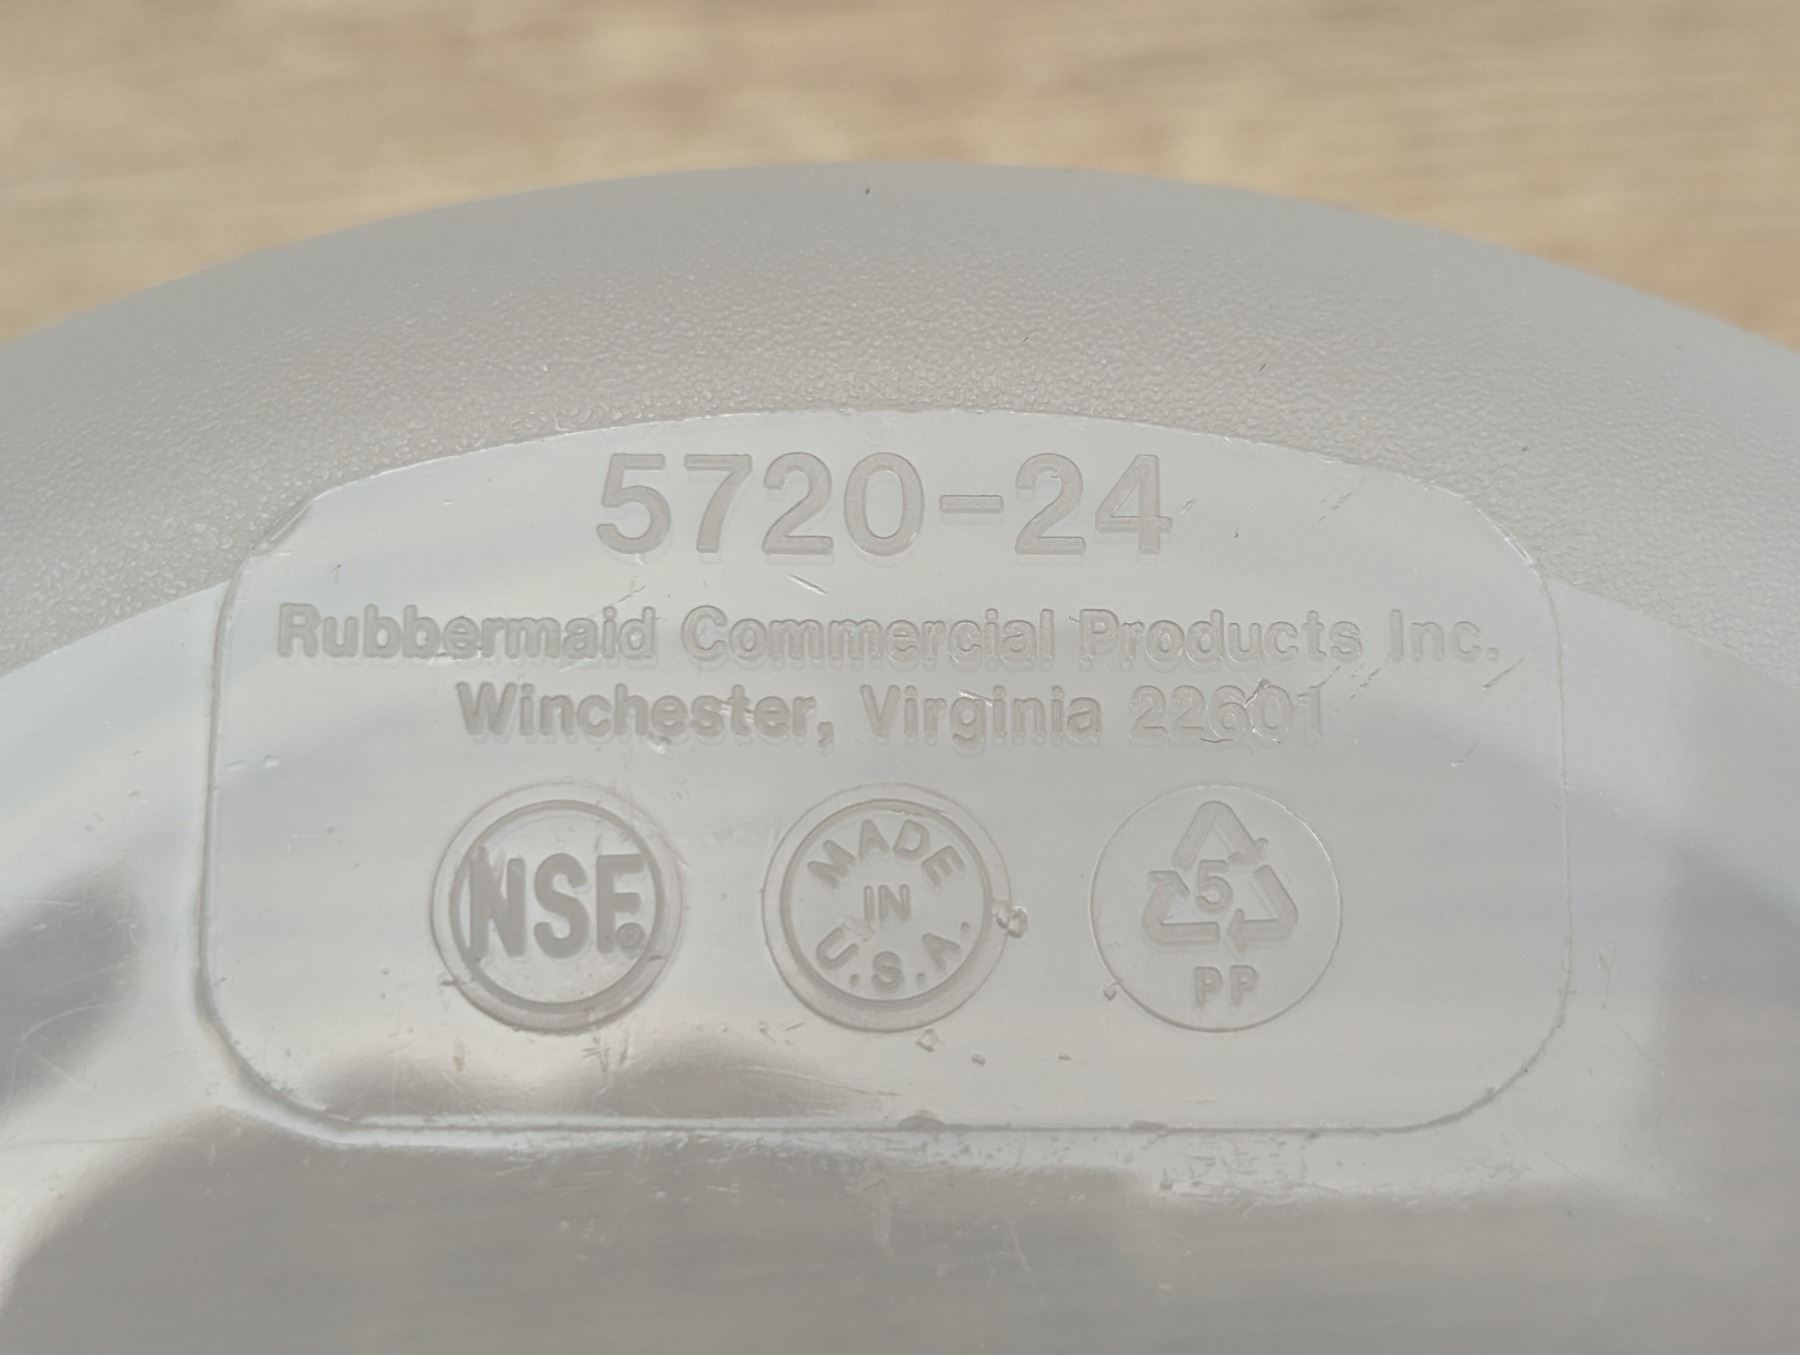 5720-24
Rubbermaid Commercial Products Inc.
Winchester, Virginia 22601
NSF®
MADE
IN
U.S.A.
5
PP